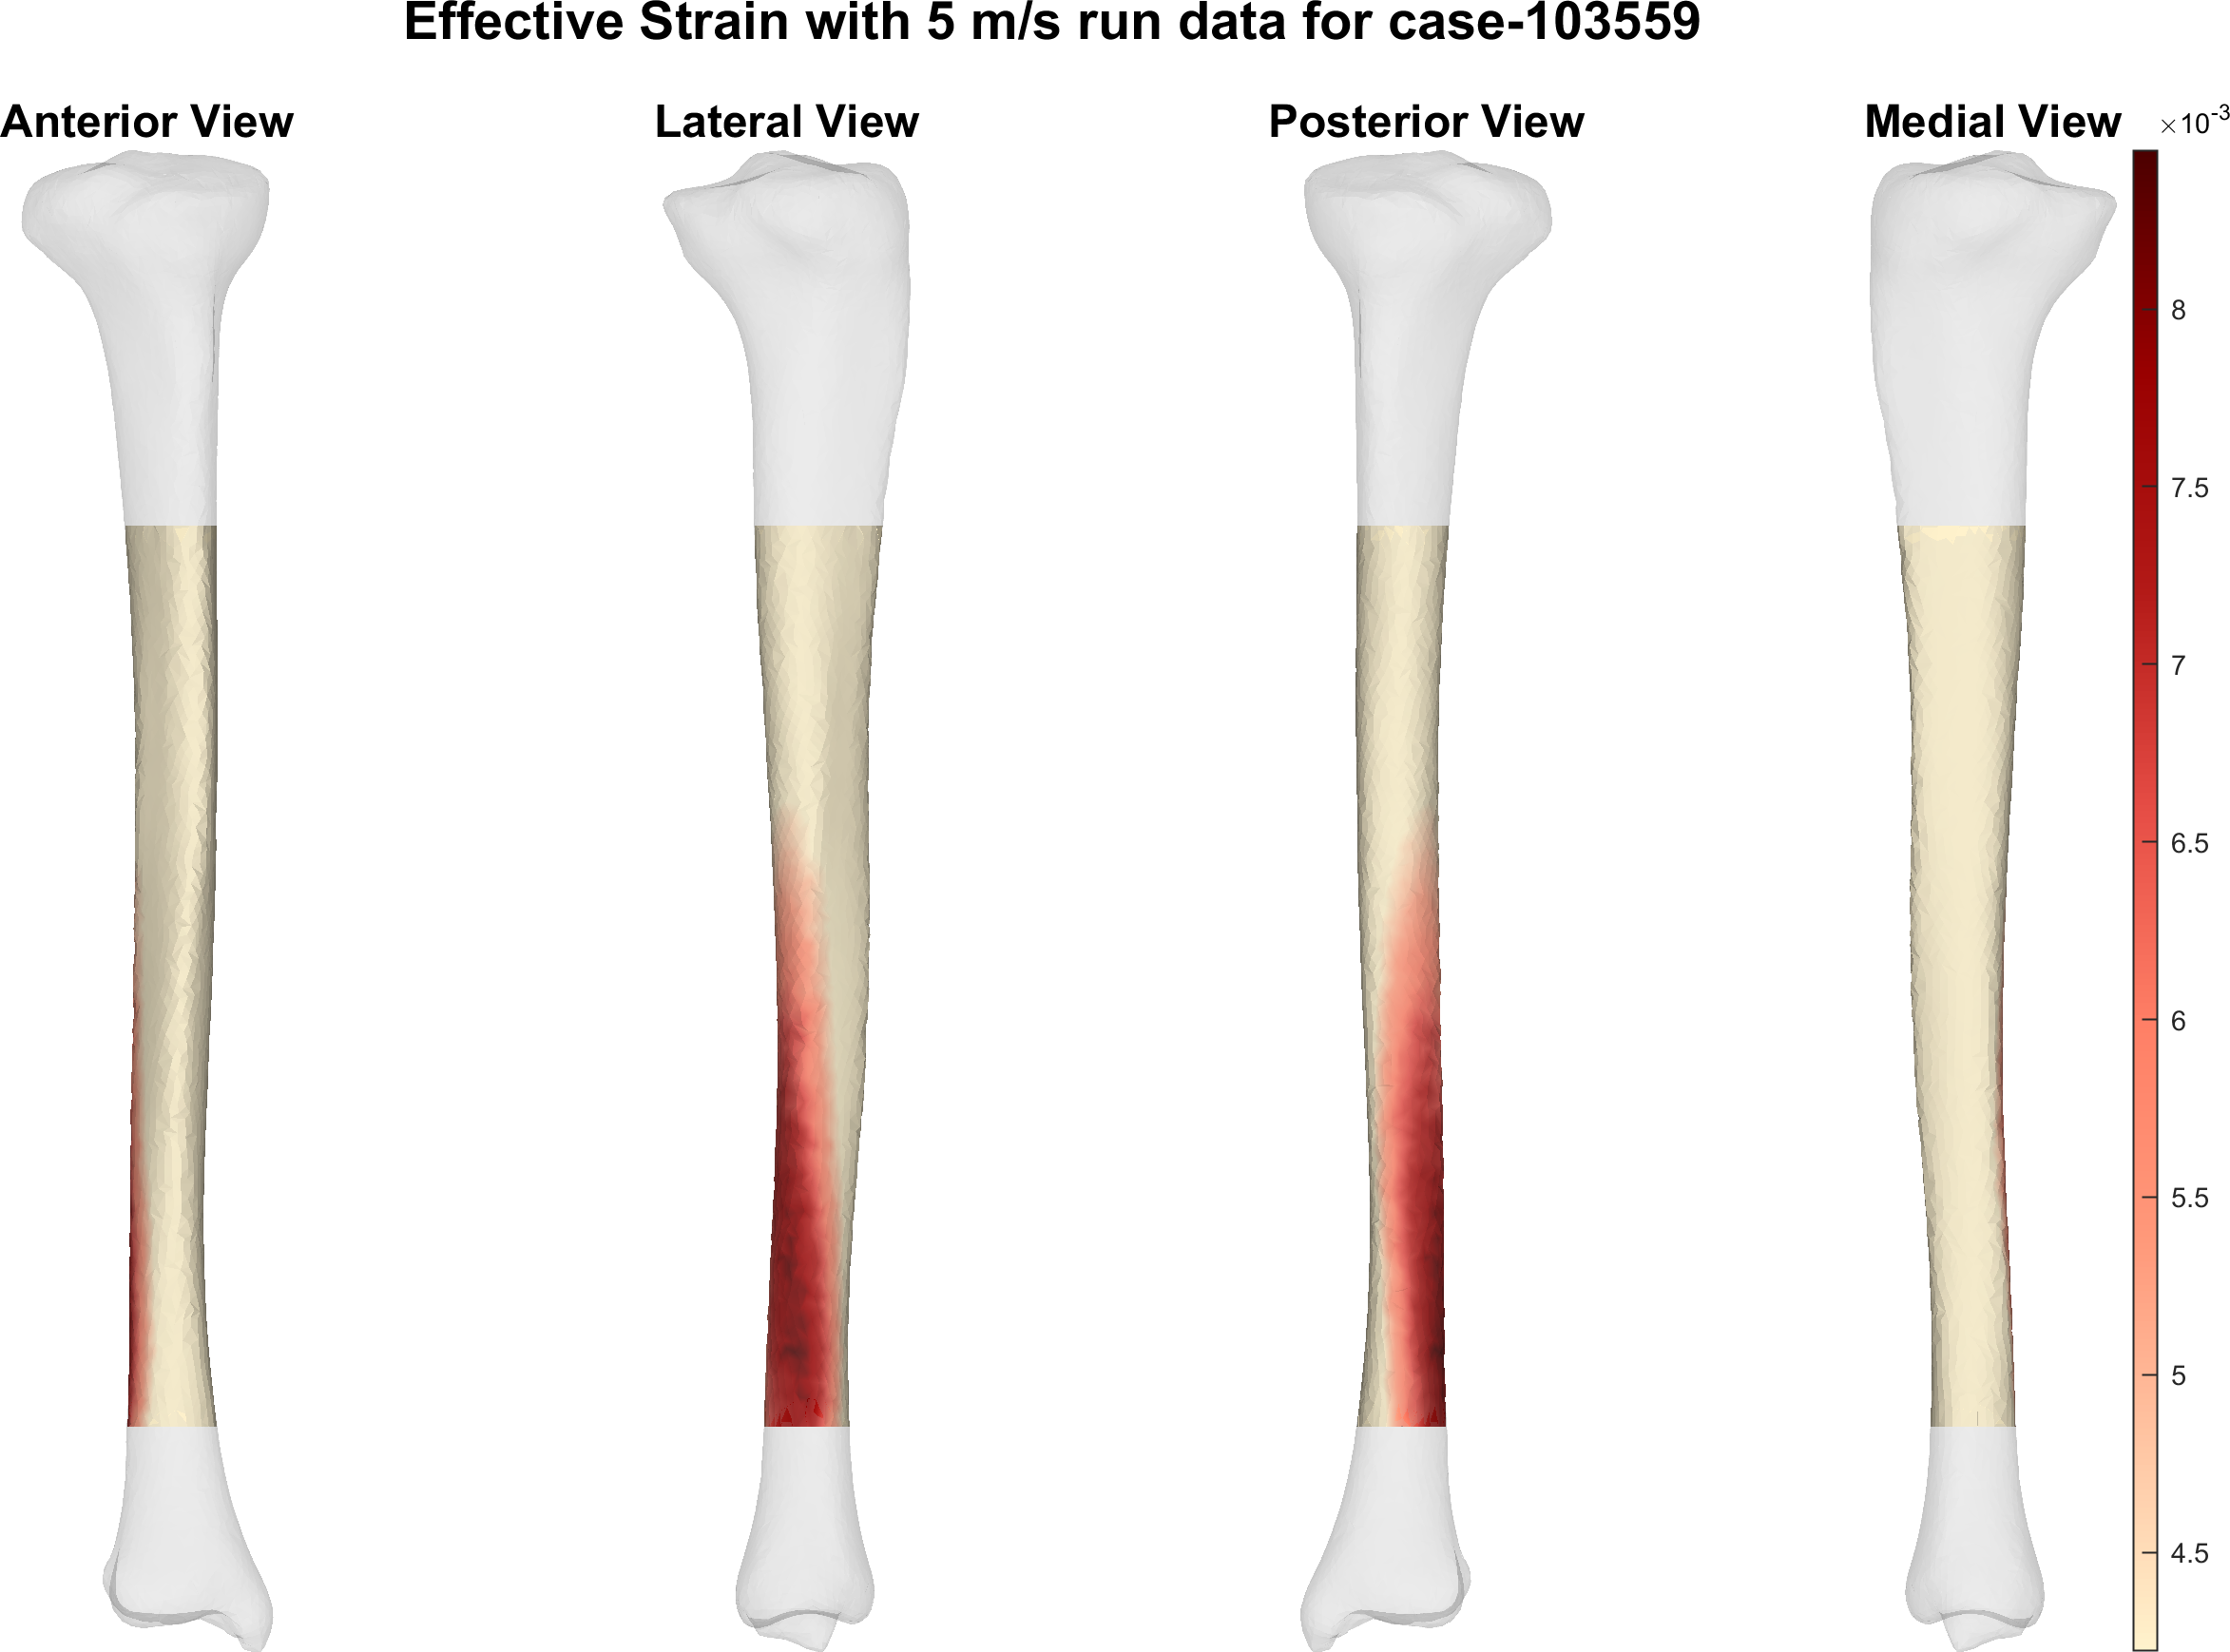 Effective Strain with 5 m/s run data for case-103559
Anterior View
Lateral View
Posterior View
Medial View
×10-3
8
7.5
7
6.5
6
5.5
5
4.5